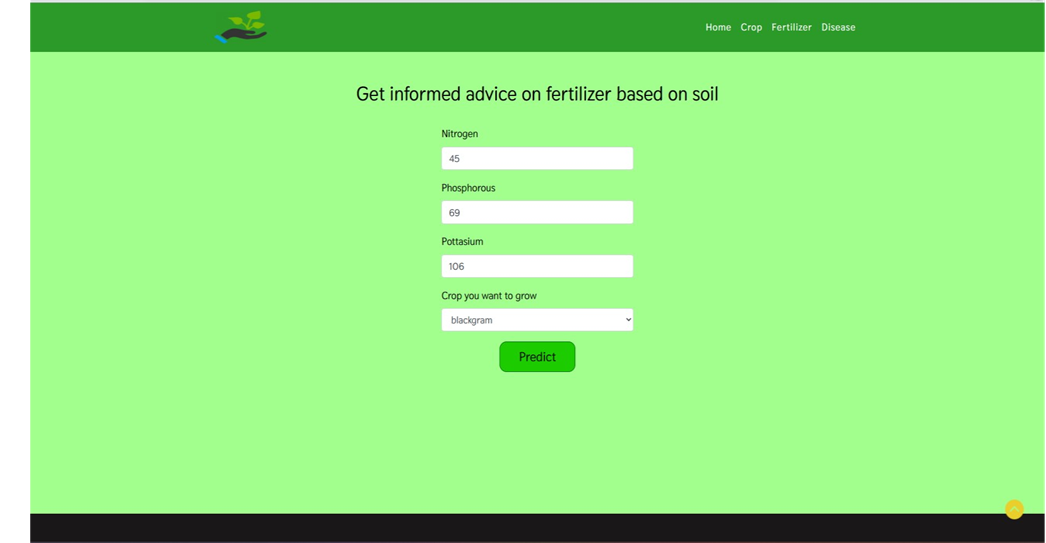 Home Crop Fertilizer Disease
Get informed advice on fertilizer based on soil
Nitrogen
45
Phosphorous
69
Pottasium
106
Crop you want to grow
blackgram
Predict